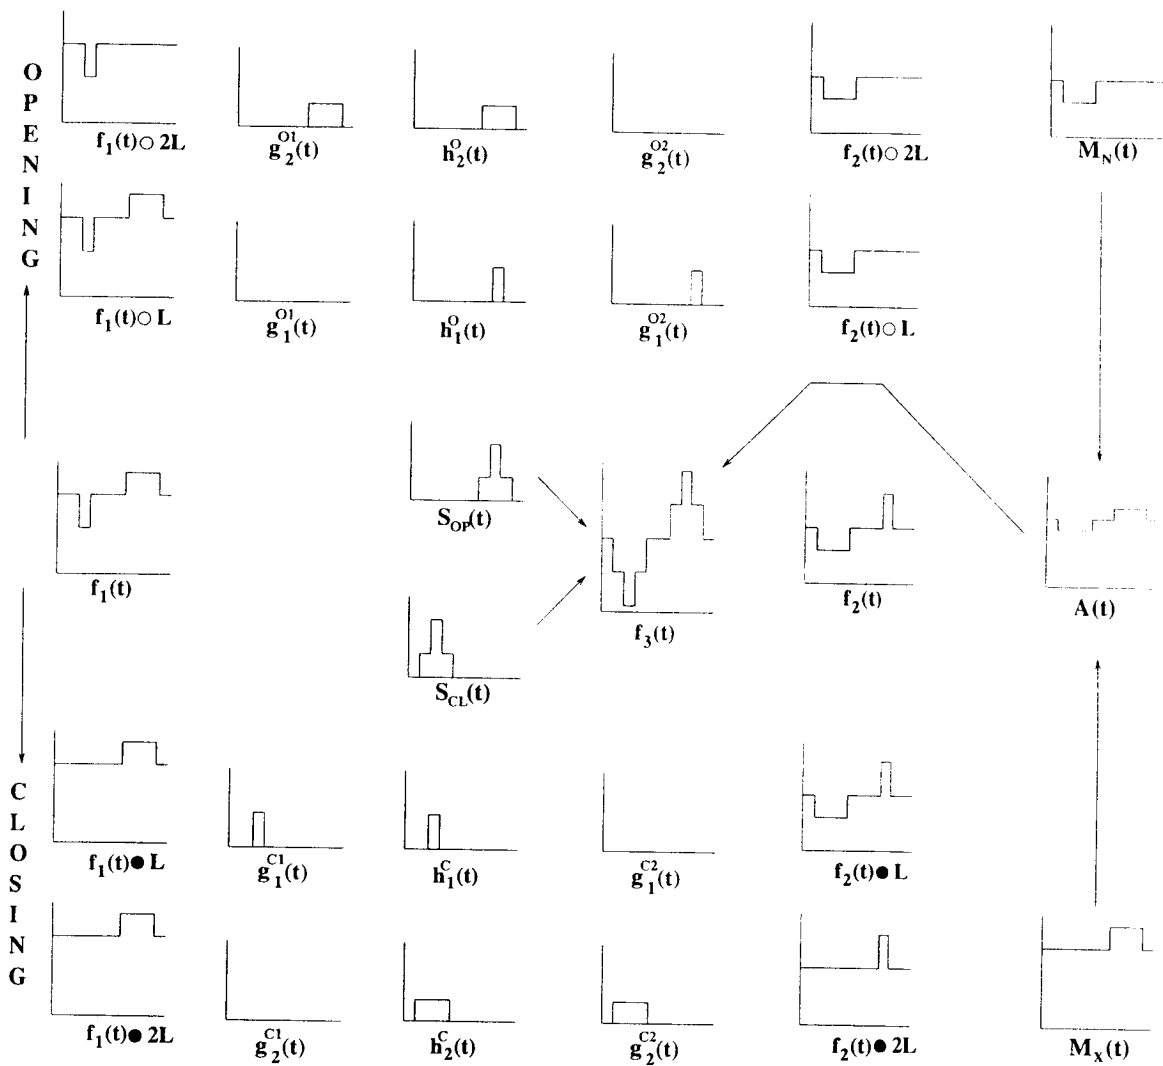 OPENING
f₁(t)○ 2L
g₂^O1(t)
h₂^O(t)
g₂^O2(t)
f₂(t)○ 2L
M_N(t)
f₁(t)○ L
g₁^O1(t)
h₁^O(t)
g₁^O2(t)
f₂(t)○ L
S_OP(t)
f₁(t)
f₃(t)
f₂(t)
A(t)
S_CL(t)
CLOSING
f₁(t)● L
g₁^C1(t)
h₁^C(t)
g₁^C2(t)
f₂(t)● L
f₁(t)● 2L
g₂^C1(t)
h₂^C(t)
g₂^C2(t)
f₂(t)● 2L
M_X(t)